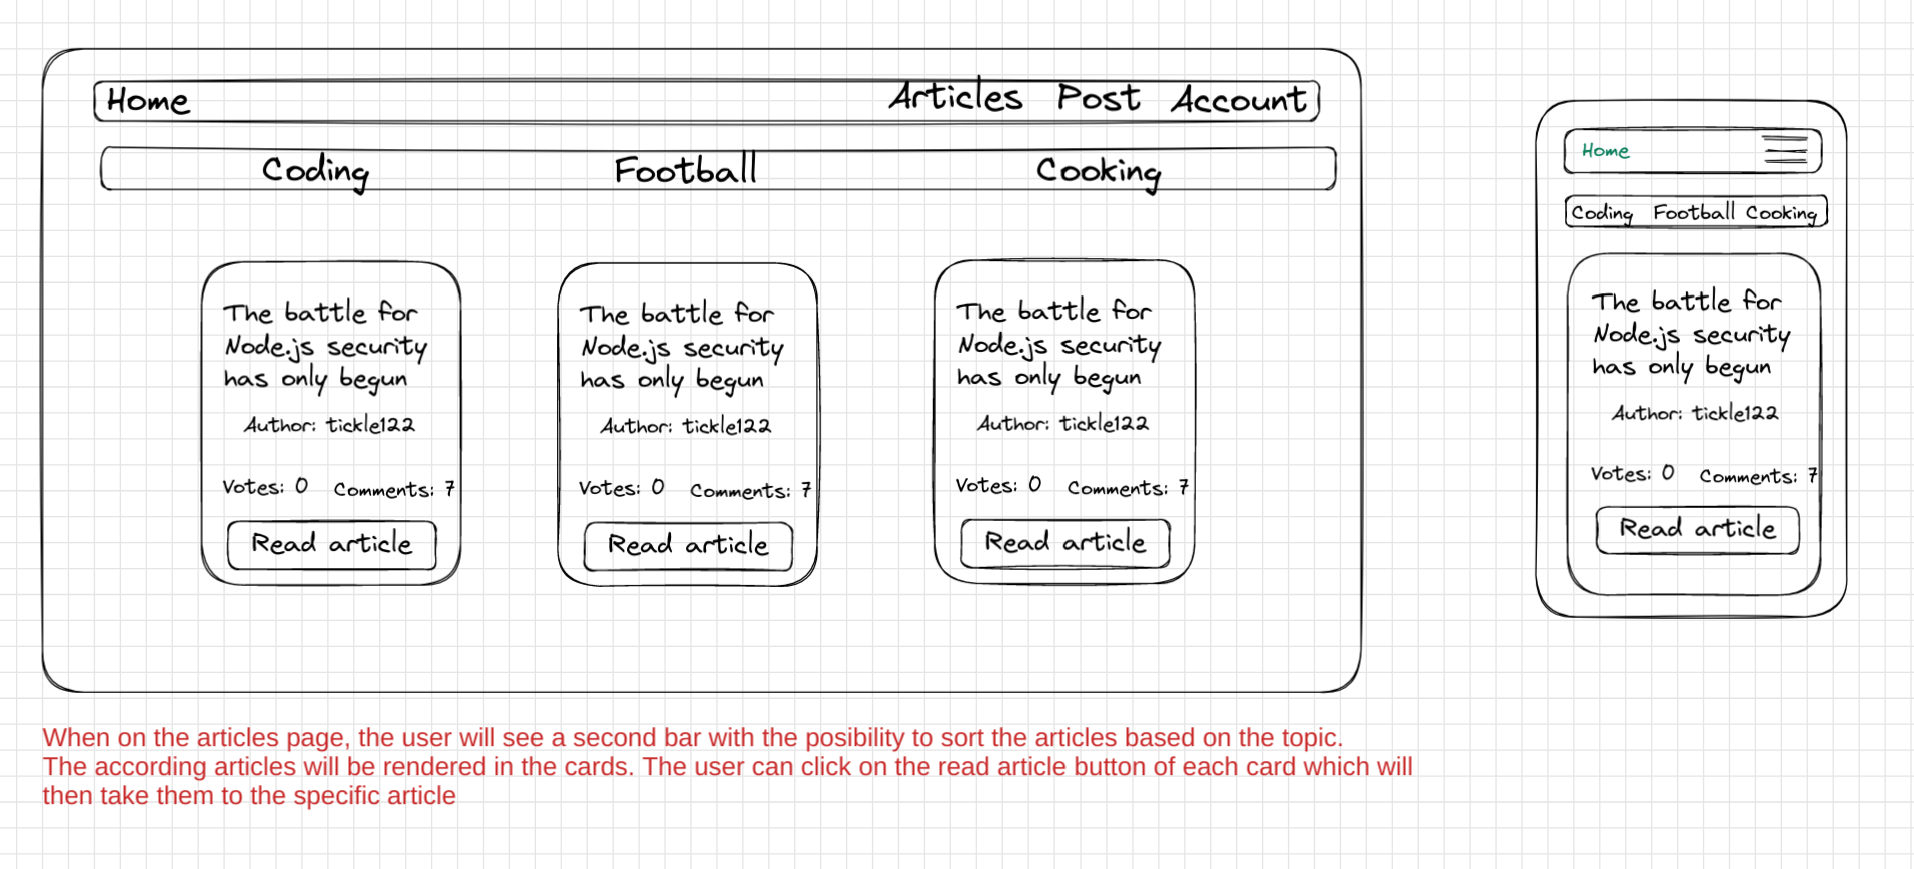 Home Articles Post Account
Coding Football Cooking
The battle for
Node.js security
has only begun
Author: tickle122
Votes: 0 Comments: 7
Read article
The battle for
Node.js security
has only begun
Author: tickle122
Votes: 0 Comments: 7
Read article
The battle for
Node.js security
has only begun
Author: tickle122
Votes: 0 Comments: 7
Read article
Home
Coding Football Cooking
The battle for
Node.js security
has only begun
Author: tickle122
Votes: 0 Comments: 7
Read article
When on the articles page, the user will see a second bar with the posibility to sort the articles based on the topic.
The according articles will be rendered in the cards. The user can click on the read article button of each card which will
then take them to the specific article